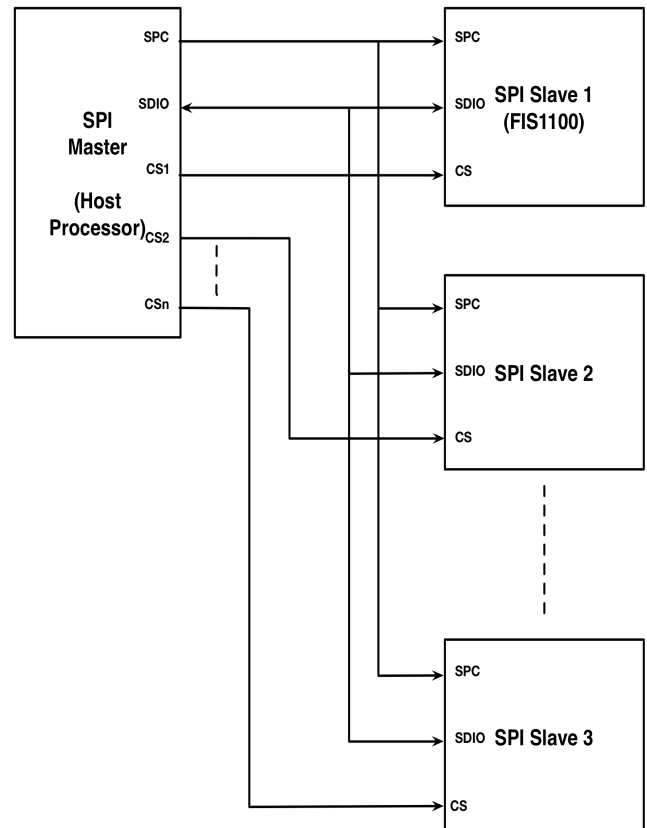 SPI
Master
(Host
Processor)
SPC
SDIO
CS1
CS2
CSn
SPC
SDIO
CS
SPI Slave 1
(FIS1100)
SPC
SDIO
CS
SPI Slave 2
SPC
SDIO
CS
SPI Slave 3